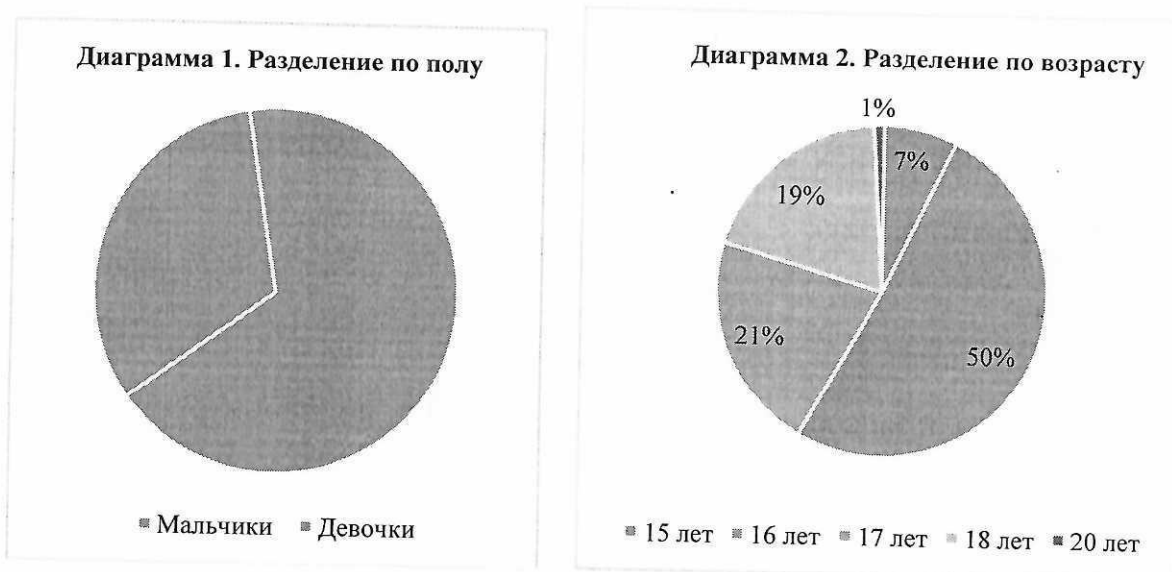 Диаграмма 1. Разделение по полу
Мальчики Девочки
Диаграмма 2. Разделение по возрасту
1%
7%
19%
21%
50%
15 лет 16 лет 17 лет 18 лет 20 лет